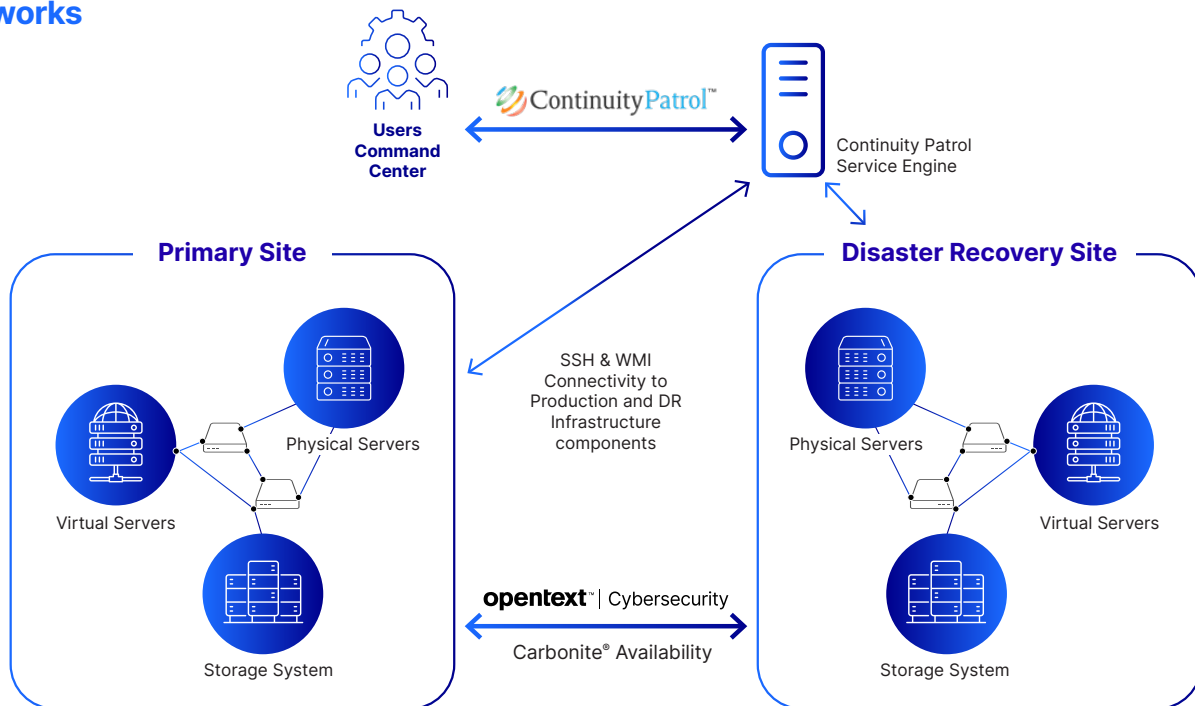 works
ContinuityPatrol™
Users
Command
Center
Continuity Patrol
Service Engine
Primary Site
Disaster Recovery Site
SSH & WMI
Connectivity to
Production and DR
Infrastructure
components
Physical Servers
Virtual Servers
Storage System
Physical Servers
Virtual Servers
Storage System
opentext™ | Cybersecurity
Carbonite® Availability